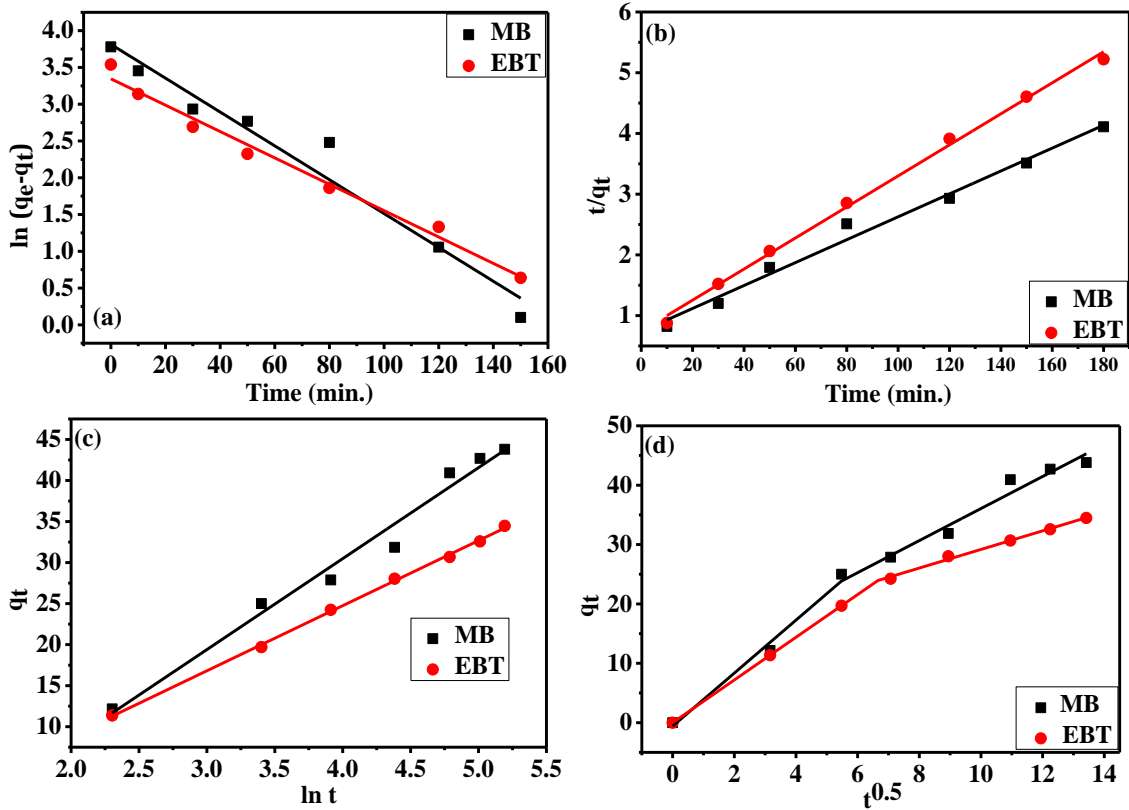 (a)
MB
EBT
ln (qe-qt)
4.0
3.5
3.0
2.5
2.0
1.5
1.0
0.5
0.0
0 20 40 60 80 100 120 140 160
Time (min.)
(b)
MB
EBT
t/qt
6
5
4
3
2
1
0 20 40 60 80 100 120 140 160 180
Time (min.)
(c)
MB
EBT
qt
45
40
35
30
25
20
15
10
2.0 2.5 3.0 3.5 4.0 4.5 5.0 5.5
ln t
(d)
MB
EBT
qt
50
40
30
20
10
0
0 2 4 6 8 10 12 14
t0.5